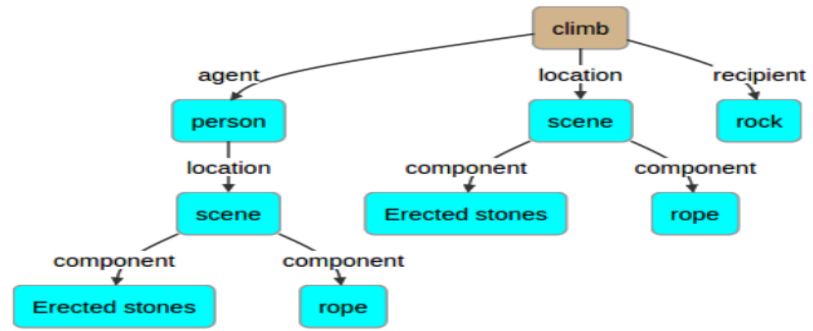 climb
agent location recipient
person scene rock
location component component
scene Erected stones rope
component component
Erected stones rope